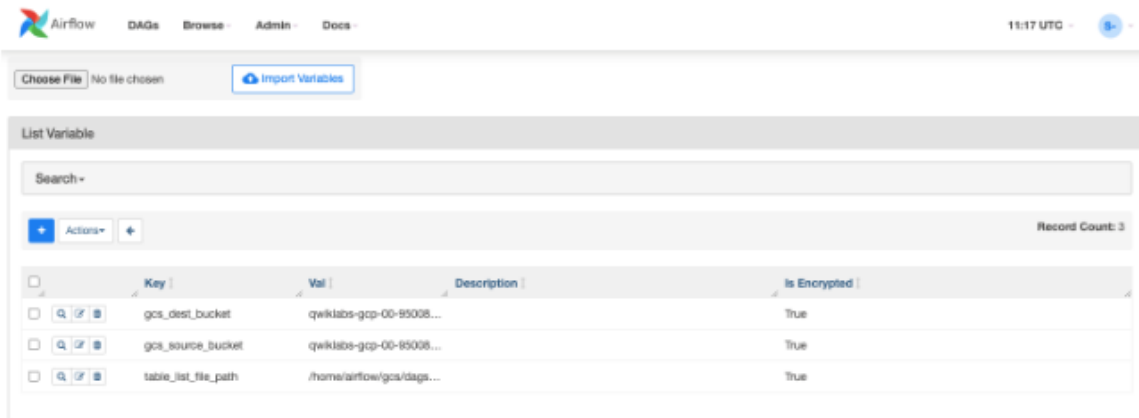 Airflow DAGs Browse Admin Docs 11:17 UTC S-
Choose File No file chosen Import Variables
List Variable
Search
+ Actions Record Count: 3
Key Val Description Is Encrypted
gcs_dest_bucket qwiklabs-gcp-00-95008... True
gcs_source_bucket qwiklabs-gcp-00-95008... True
table_list_file_path /home/airflow/gcs/dags... True